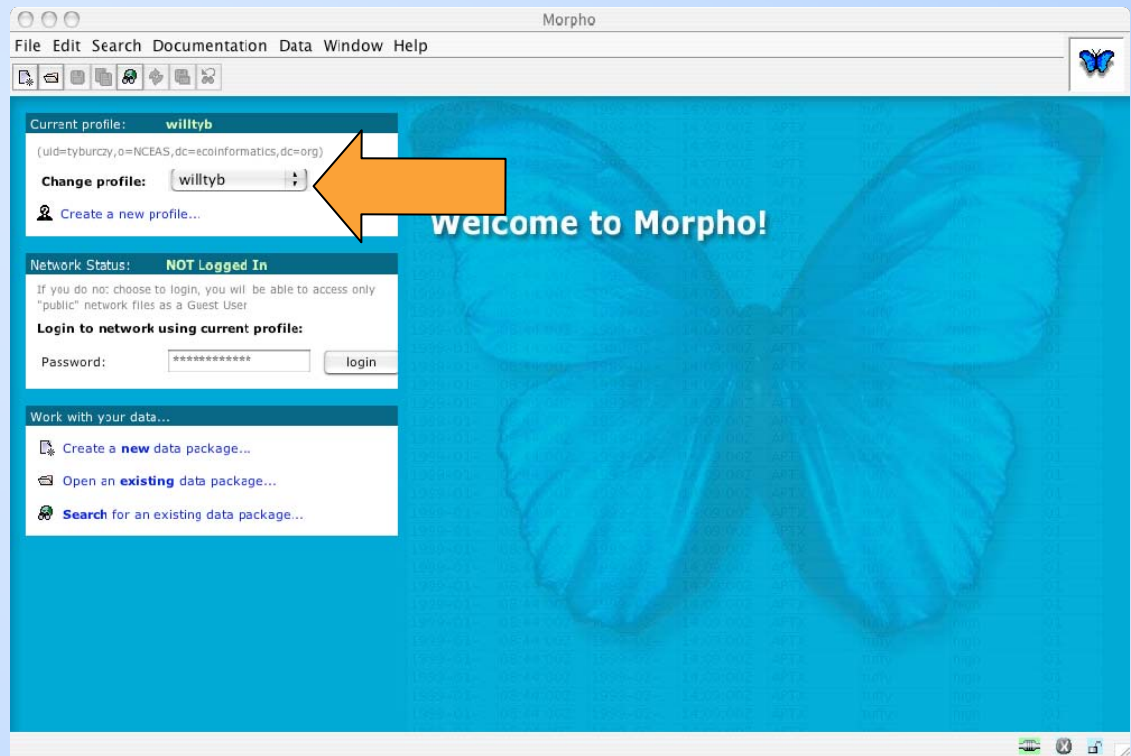 Morpho
File Edit Search Documentation Data Window Help
Current profile: willtyb
(uid=tyburczy,o=NCEAS,dc=ecoinformatics,dc=org)
Change profile: willtyb
Create a new profile...
Welcome to Morpho!
Network Status: NOT Logged In
If you do not choose to login, you will be able to access only
"public" network files as a Guest User
Login to network using current profile:
Password: ************ login
Work with your data...
Create a new data package...
Open an existing data package...
Search for an existing data package...